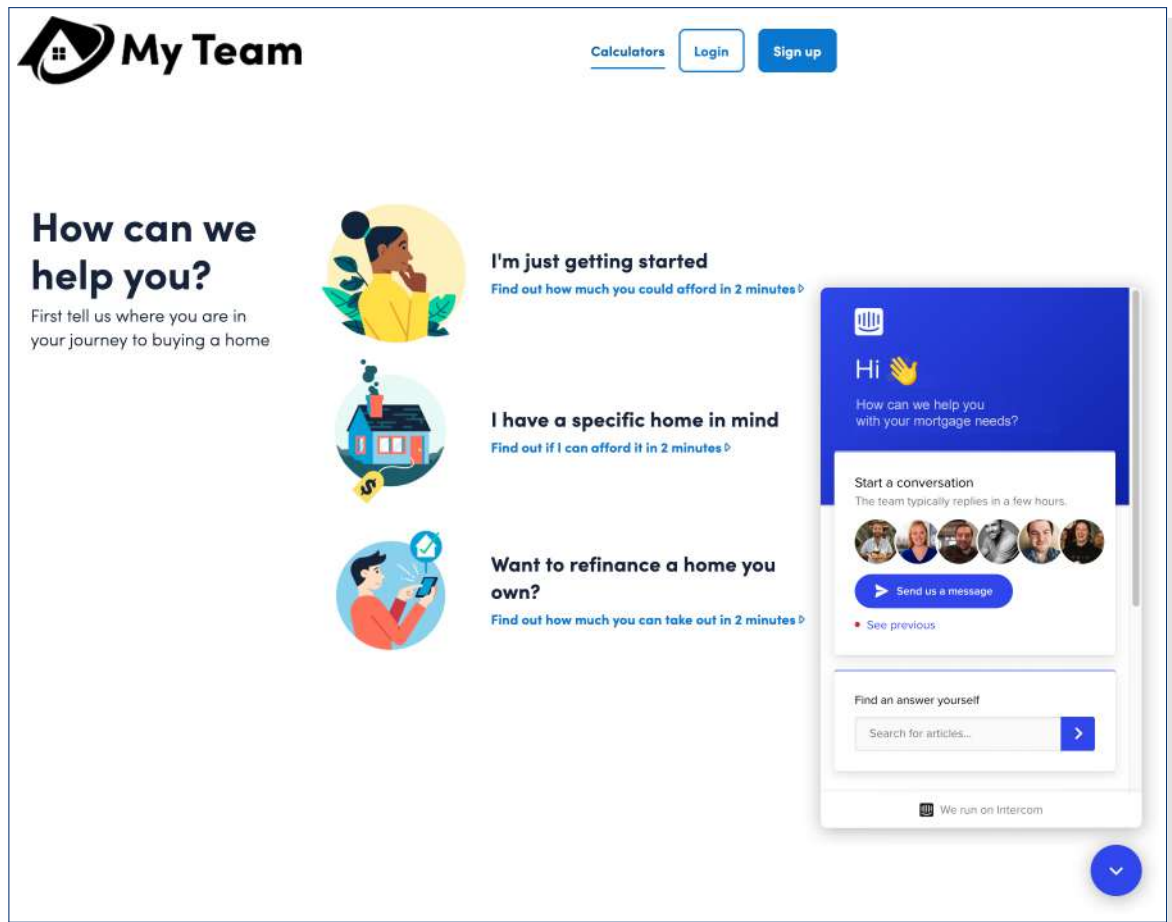 My Team
Calculators
Login
Sign up
How can we
help you?
First tell us where you are in
your journey to buying a home
I'm just getting started
Find out how much you could afford in 2 minutes
I have a specific home in mind
Find out if I can afford it in 2 minutes
Want to refinance a home you
own?
Find out how much you can take out in 2 minutes
Hi 👋
How can we help you
with your mortgage needs?
Start a conversation
The team typically replies in a few hours.
Send us a message
See previous
Find an answer yourself
Search for articles...
We run on Intercom
$